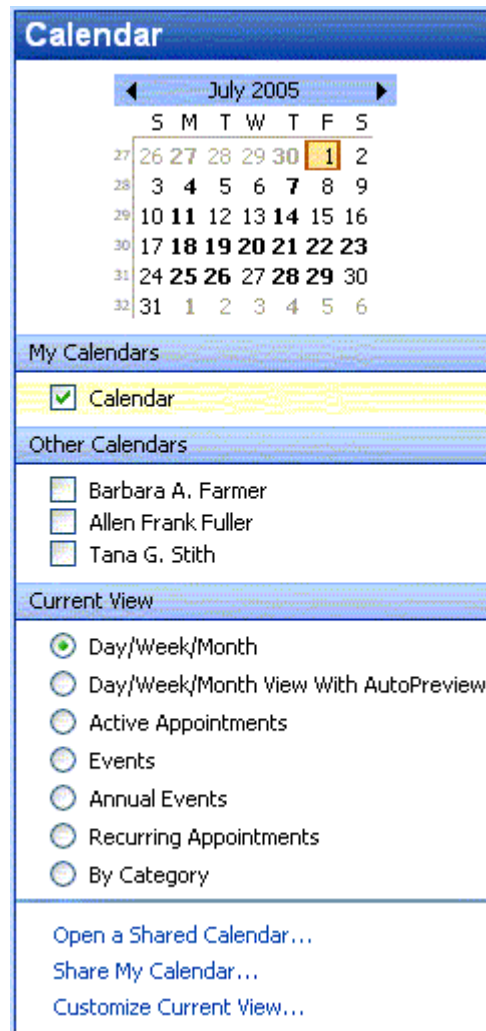 Calendar
July 2005
S M T W T F S
27 26 27 28 29 30 1 2
28 3 4 5 6 7 8 9
29 10 11 12 13 14 15 16
30 17 18 19 20 21 22 23
31 24 25 26 27 28 29 30
32 31 1 2 3 4 5 6
My Calendars
Calendar
Other Calendars
Barbara A. Farmer
Allen Frank Fuller
Tana G. Stith
Current View
Day/Week/Month
Day/Week/Month View With AutoPreview
Active Appointments
Events
Annual Events
Recurring Appointments
By Category
Open a Shared Calendar...
Share My Calendar...
Customize Current View...